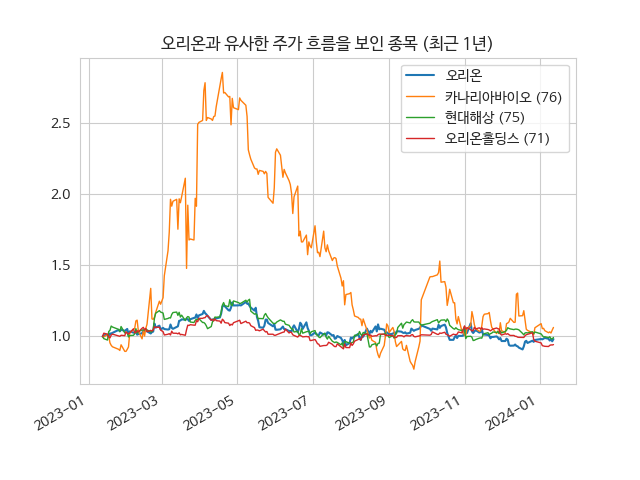 오리온과 유사한 주가 흐름을 보인 종목 (최근 1년)
오리온
카나리아바이오 (76)
현대해상 (75)
오리온홀딩스 (71)
2.5
2.0
1.5
1.0
2023-01
2023-03
2023-05
2023-07
2023-09
2023-11
2024-01